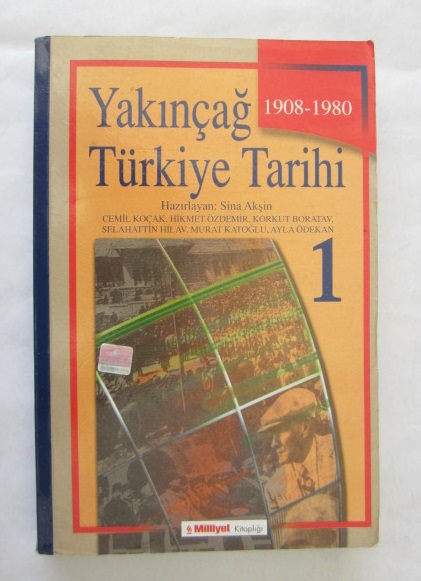 Yakınçağ
1908-1980
Türkiye Tarihi
Hazırlayan: Sina Akşin
CEMİL KOÇAK, HİKMET ÖZDEMİR, KORKUT BORATAV,
SELAHATTİN HİLAV, MURAT KATOĞLU, AYLA ÖDEKAN
1
Milliyet Kitaplığı